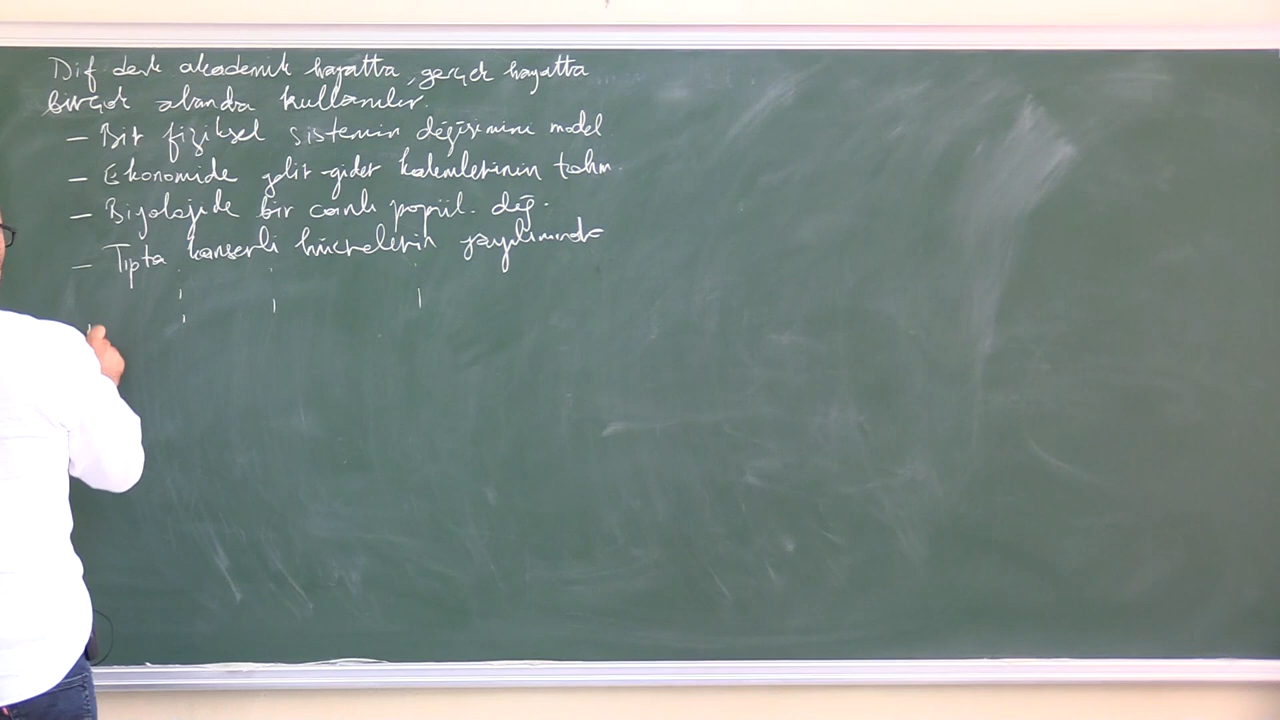 Dif denk akademik hayatta, gerçek hayatta
birçok alanda kullanılır.
- Bir fiziksel sistemin değişimini model
- Ekonomide gelir-gider kalemlerinin tahm.
- Biyolojide bir canlı popül. değ.
- Tıpta kanserli hücrelerin yayılımında